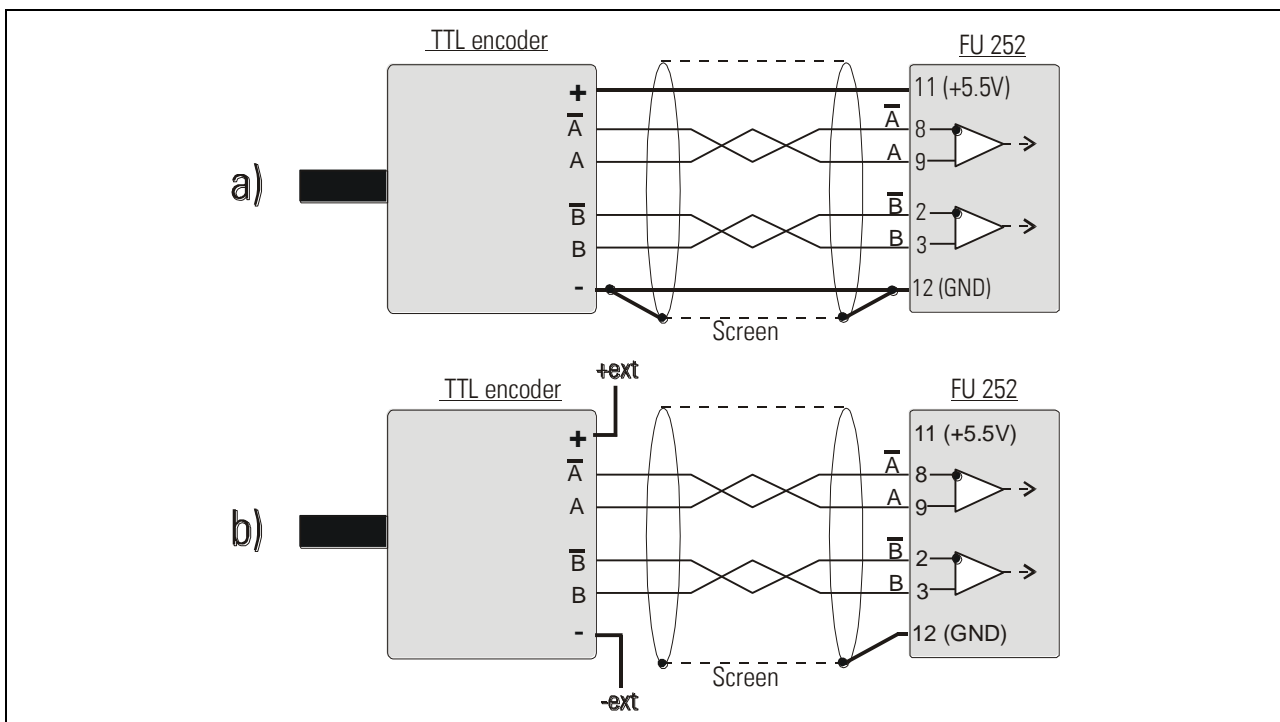 TTL encoder
FU 252
a)
+
A̅
A
B̅
B
-
A̅
A
B̅
B
11 (+5.5V)
8
9
2
3
12 (GND)
Screen
TTL encoder
+ext
FU 252
b)
+
A̅
A
B̅
B
-
-ext
A̅
A
B̅
B
11 (+5.5V)
8
9
2
3
12 (GND)
Screen